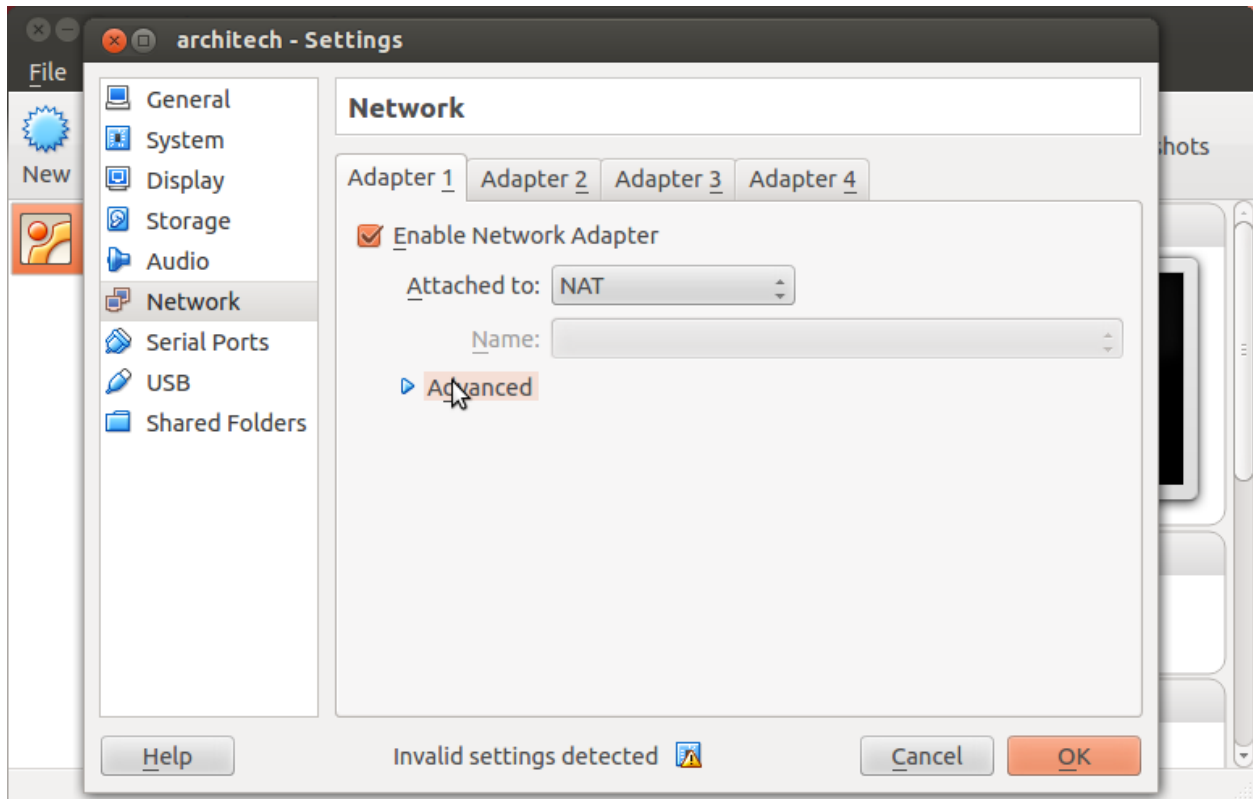 architech - Settings
File
New
shots
General
System
Display
Storage
Audio
Network
Serial Ports
USB
Shared Folders
Network
Adapter 1
Adapter 2
Adapter 3
Adapter 4
Enable Network Adapter
Attached to: NAT
Name:
Advanced
Help
Invalid settings detected
Cancel
OK